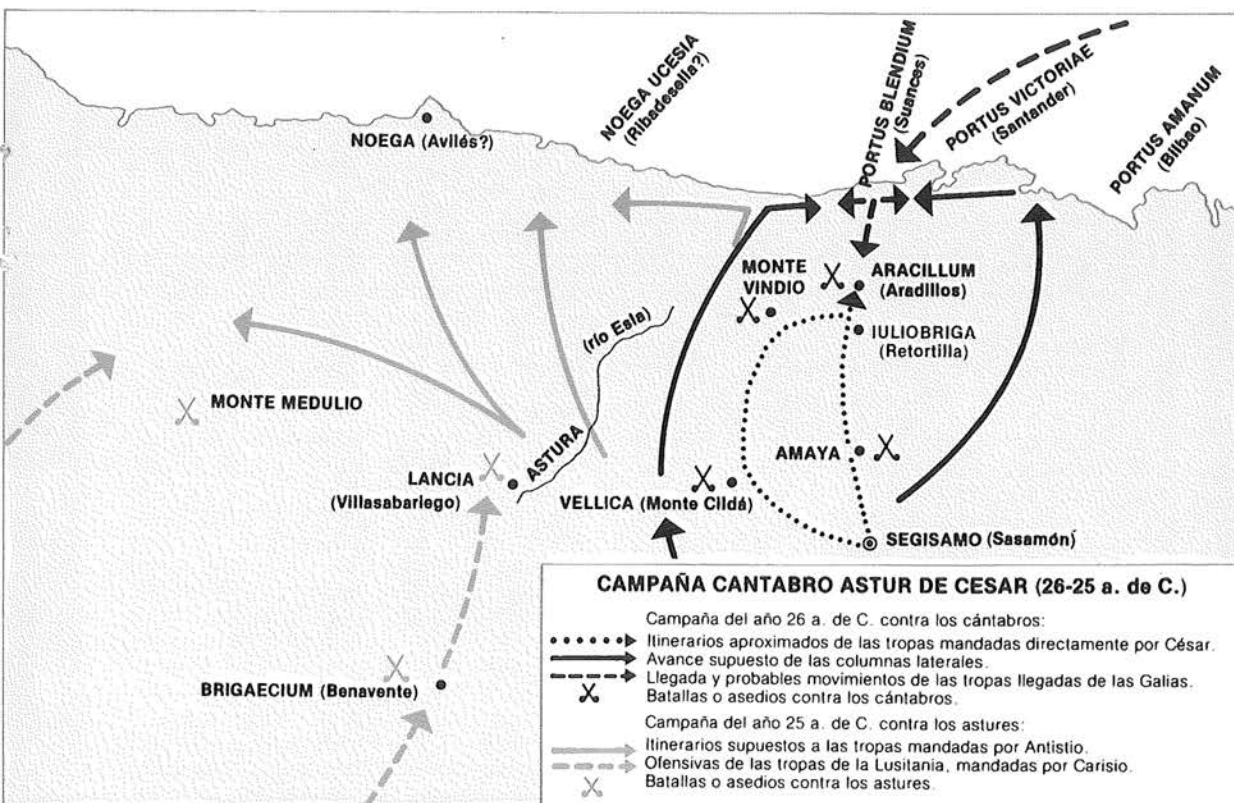 NOEGA (Avilés?)
NOEGA UCESIA
(Ribadesella?)
PORTUS BLENDIUM
(Suances)
PORTUS VICTORIAE
(Santander)
PORTUS AMANUM
(Bilbao)
MONTE
VINDIO
ARACILLUM
(Aradillos)
IULIOBRIGA
(Retortilla)
(río Esla)
MONTE MEDULIO
ASTURA
AMAYA
LANCIA
(Villasabariego)
VELLICA (Monte Cildá)
SEGISAMO (Sasamón)
BRIGAECIUM (Benavente)
CAMPAÑA CANTABRO ASTUR DE CESAR (26-25 a. de C.)
Campaña del año 26 a. de C. contra los cántabros:
Itinerarios aproximados de las tropas mandadas directamente por César.
Avance supuesto de las columnas laterales.
Llegada y probables movimientos de las tropas llegadas de las Galias.
Batallas o asedios contra los cántabros.
Campaña del año 25 a. de C. contra los astures:
Itinerarios supuestos a las tropas mandadas por Antistio.
Ofensivas de las tropas de la Lusitania, mandadas por Carisio.
Batallas o asedios contra los astures.